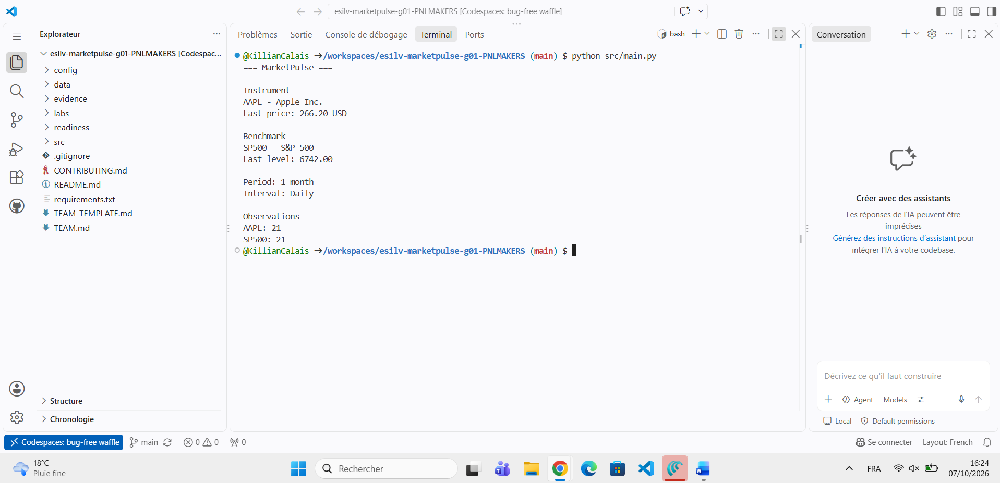 esilv-marketpulse-g01-PNLMAKERS [Codespaces: bug-free waffle]
Explorateur
esilv-marketpulse-g01-PNLMAKERS [Codespac...
config
data
evidence
labs
readiness
src
.gitignore
CONTRIBUTING.md
README.md
requirements.txt
TEAM_TEMPLATE.md
TEAM.md
Structure
Chronologie
Problèmes Sortie Console de débogage Terminal Ports
bash
@KillianCalais ➜/workspaces/esilv-marketpulse-g01-PNLMAKERS (main) $ python src/main.py
=== MarketPulse ===
Instrument
AAPL - Apple Inc.
Last price: 266.20 USD
Benchmark
SP500 - S&P 500
Last level: 6742.00
Period: 1 month
Interval: Daily
Observations
AAPL: 21
SP500: 21
@KillianCalais ➜/workspaces/esilv-marketpulse-g01-PNLMAKERS (main) $
Conversation
Créer avec des assistants
Les réponses de l'IA peuvent être
imprécises
Générez des instructions d'assistant pour
intégrer l'IA à votre codebase.
Décrivez ce qu'il faut construire
Agent Models
Local Default permissions
Codespaces: bug-free waffle main 0 0 0
Se connecter Layout: French
18°C
Pluie fine
Rechercher
FRA
16:24
07/10/2026